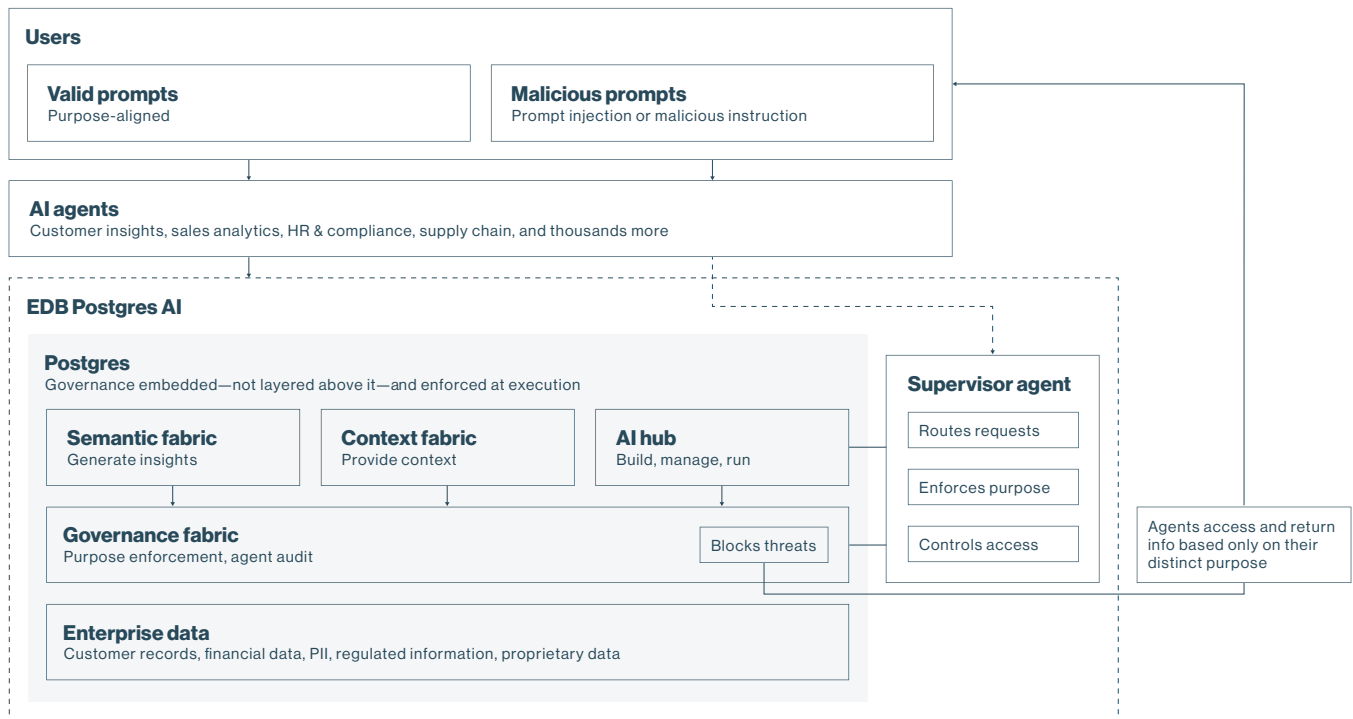 Users
Valid prompts
Purpose-aligned
Malicious prompts
Prompt injection or malicious instruction
AI agents
Customer insights, sales analytics, HR & compliance, supply chain, and thousands more
EDB Postgres AI
Postgres
Governance embedded—not layered above it—and enforced at execution
Semantic fabric
Generate insights
Context fabric
Provide context
AI hub
Build, manage, run
Governance fabric
Purpose enforcement, agent audit
Blocks threats
Enterprise data
Customer records, financial data, PII, regulated information, proprietary data
Supervisor agent
Routes requests
Enforces purpose
Controls access
Agents access and return
info based only on their
distinct purpose